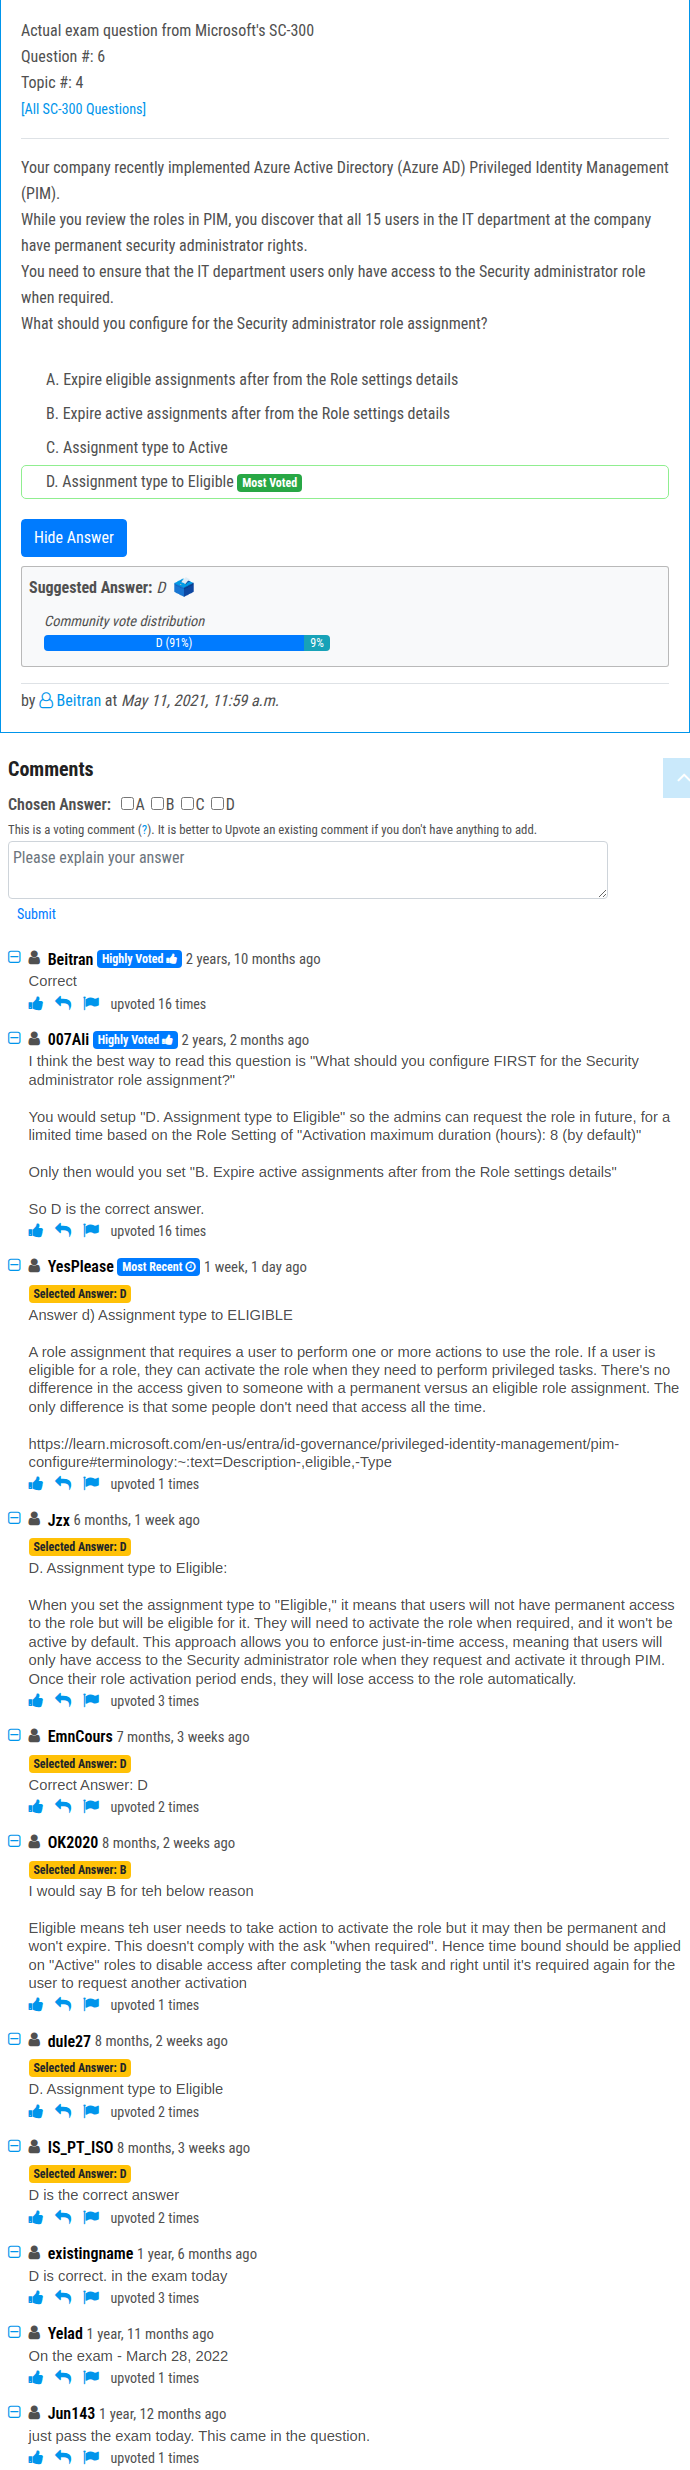 Actual exam question from Microsoft's SC-300
Question #: 6
Topic #: 4
[All SC-300 Questions]
Your company recently implemented Azure Active Directory (Azure AD) Privileged Identity Management
(PIM).
While you review the roles in PIM, you discover that all 15 users in the IT department at the company
have permanent security administrator rights.
You need to ensure that the IT department users only have access to the Security administrator role
when required.
What should you configure for the Security administrator role assignment?
A. Expire eligible assignments after from the Role settings details
B. Expire active assignments after from the Role settings details
C. Assignment type to Active
D. Assignment type to Eligible Most Voted
Hide Answer
Suggested Answer: D
Community vote distribution
D (91%) 9%
by Beitran at May 11, 2021, 11:59 a.m.
Comments
Chosen Answer: A B C D
This is a voting comment (?). It is better to Upvote an existing comment if you don't have anything to add.
Please explain your answer
Submit
Beitran Highly Voted 2 years, 10 months ago
Correct
upvoted 16 times
007Ali Highly Voted 2 years, 2 months ago
I think the best way to read this question is "What should you configure FIRST for the Security
administrator role assignment?"
You would setup "D. Assignment type to Eligible" so the admins can request the role in future, for a
limited time based on the Role Setting of "Activation maximum duration (hours): 8 (by default)"
Only then would you set "B. Expire active assignments after from the Role settings details"
So D is the correct answer.
upvoted 16 times
YesPlease Most Recent 1 week, 1 day ago
Selected Answer: D
Answer d) Assignment type to ELIGIBLE
A role assignment that requires a user to perform one or more actions to use the role. If a user is
eligible for a role, they can activate the role when they need to perform privileged tasks. There's no
difference in the access given to someone with a permanent versus an eligible role assignment. The
only difference is that some people don't need that access all the time.
https://learn.microsoft.com/en-us/entra/id-governance/privileged-identity-management/pim-
configure#terminology:~:text=Description-,eligible,-Type
upvoted 1 times
Jzx 6 months, 1 week ago
Selected Answer: D
D. Assignment type to Eligible:
When you set the assignment type to "Eligible," it means that users will not have permanent access
to the role but will be eligible for it. They will need to activate the role when required, and it won't be
active by default. This approach allows you to enforce just-in-time access, meaning that users will
only have access to the Security administrator role when they request and activate it through PIM.
Once their role activation period ends, they will lose access to the role automatically.
upvoted 3 times
EmnCours 7 months, 3 weeks ago
Selected Answer: D
Correct Answer: D
upvoted 2 times
OK2020 8 months, 2 weeks ago
Selected Answer: B
I would say B for teh below reason
Eligible means teh user needs to take action to activate the role but it may then be permanent and
won't expire. This doesn't comply with the ask "when required". Hence time bound should be applied
on "Active" roles to disable access after completing the task and right until it's required again for the
user to request another activation
upvoted 1 times
dule27 8 months, 2 weeks ago
Selected Answer: D
D. Assignment type to Eligible
upvoted 2 times
IS_PT_ISO 8 months, 3 weeks ago
Selected Answer: D
D is the correct answer
upvoted 2 times
existingname 1 year, 6 months ago
D is correct. in the exam today
upvoted 3 times
Yelad 1 year, 11 months ago
On the exam - March 28, 2022
upvoted 1 times
Jun143 1 year, 12 months ago
just pass the exam today. This came in the question.
upvoted 1 times